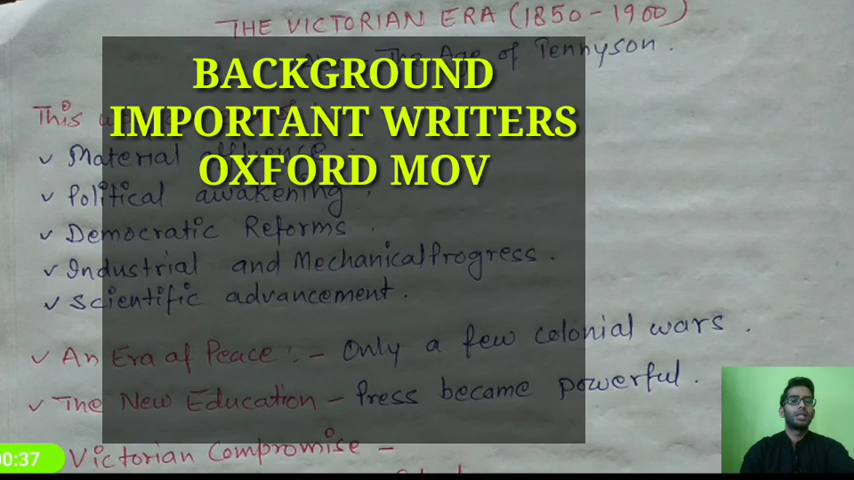 THE VICTORIAN ERA (1850-1900)
The Age of Tennyson.
BACKGROUND
IMPORTANT WRITERS
OXFORD MOV
This
✓ Material affluence.
✓ Political awakening.
✓ Democratic Reforms.
✓ Industrial and Mechanical Progress.
✓ Scientific advancement.
✓ An Era of Peace :- Only a few colonial wars.
✓ The New Education - Press became powerful.
Victorian Compromise -
00:37